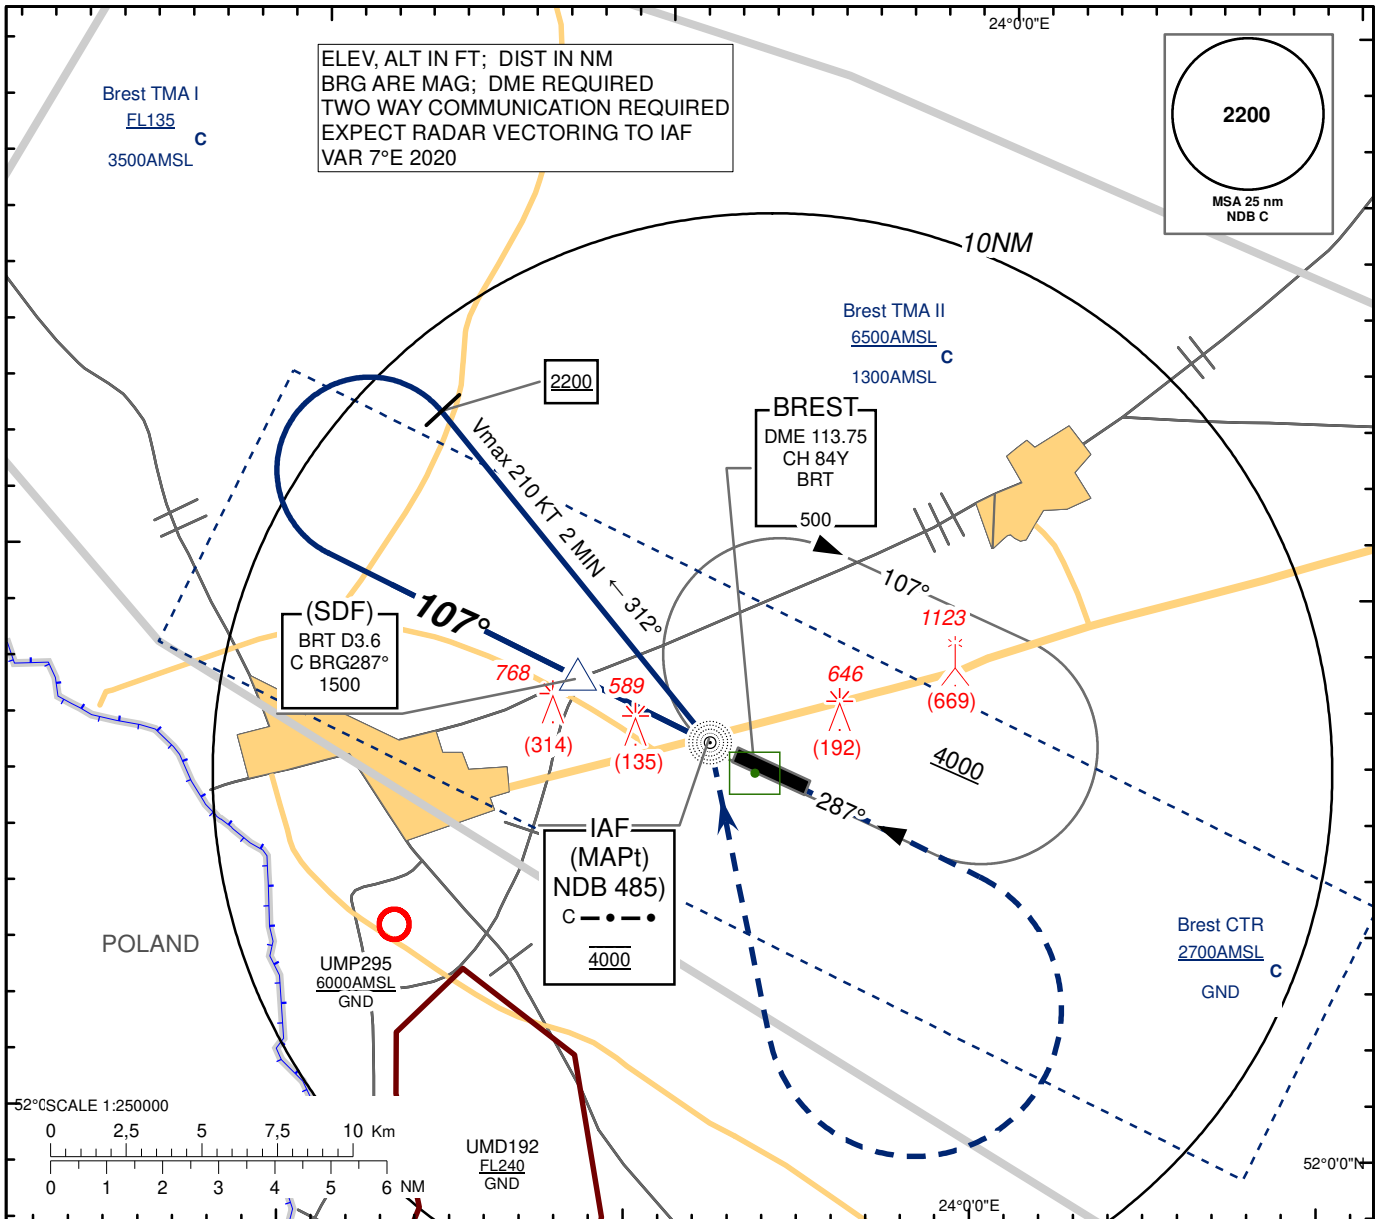 24°0'0"E
ELEV, ALT IN FT; DIST IN NM
BRG ARE MAG; DME REQUIRED
TWO WAY COMMUNICATION REQUIRED
EXPECT RADAR VECTORING TO IAF
VAR 7°E 2020
Brest TMA I
FL135
C
3500AMSL
2200
MSA 25 nm
NDB C
10NM
Brest TMA II
6500AMSL
C
1300AMSL
2200
BREST
DME 113.75
CH 84Y
BRT
500
Vmax 210 KT 2 MIN ← 312°
107°
107°
(SDF)
BRT D3.6
C BRG287°
1500
1123
(669)
768
(314)
589
(135)
646
(192)
4000
287°
IAF
(MAPt)
NDB 485)
C
4000
POLAND
Brest CTR
2700AMSL
C
GND
UMP295
6000AMSL
GND
52°0
SCALE 1:250000
0 2,5 5 7,5 10 Km
0 1 2 3 4 5 6 NM
UMD192
FL240
GND
52°0'0"N
24°0'0"E